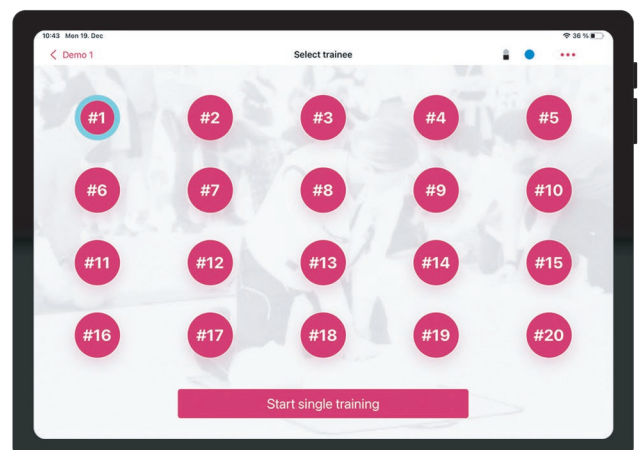 10:43 Mon 19. Dec 36 %
Demo 1 Select trainee
#1 #2 #3 #4 #5
#6 #7 #8 #9 #10
#11 #12 #13 #14 #15
#16 #17 #18 #19 #20
Start single training